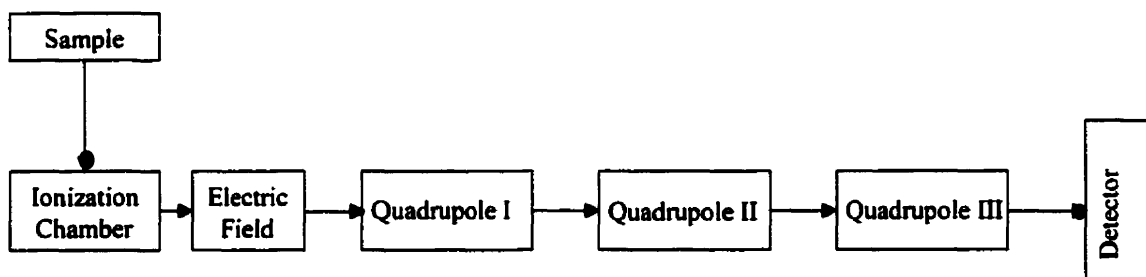 Sample
Ionization
Chamber
Electric
Field
Quadrupole I
Quadrupole II
Quadrupole III
Detector